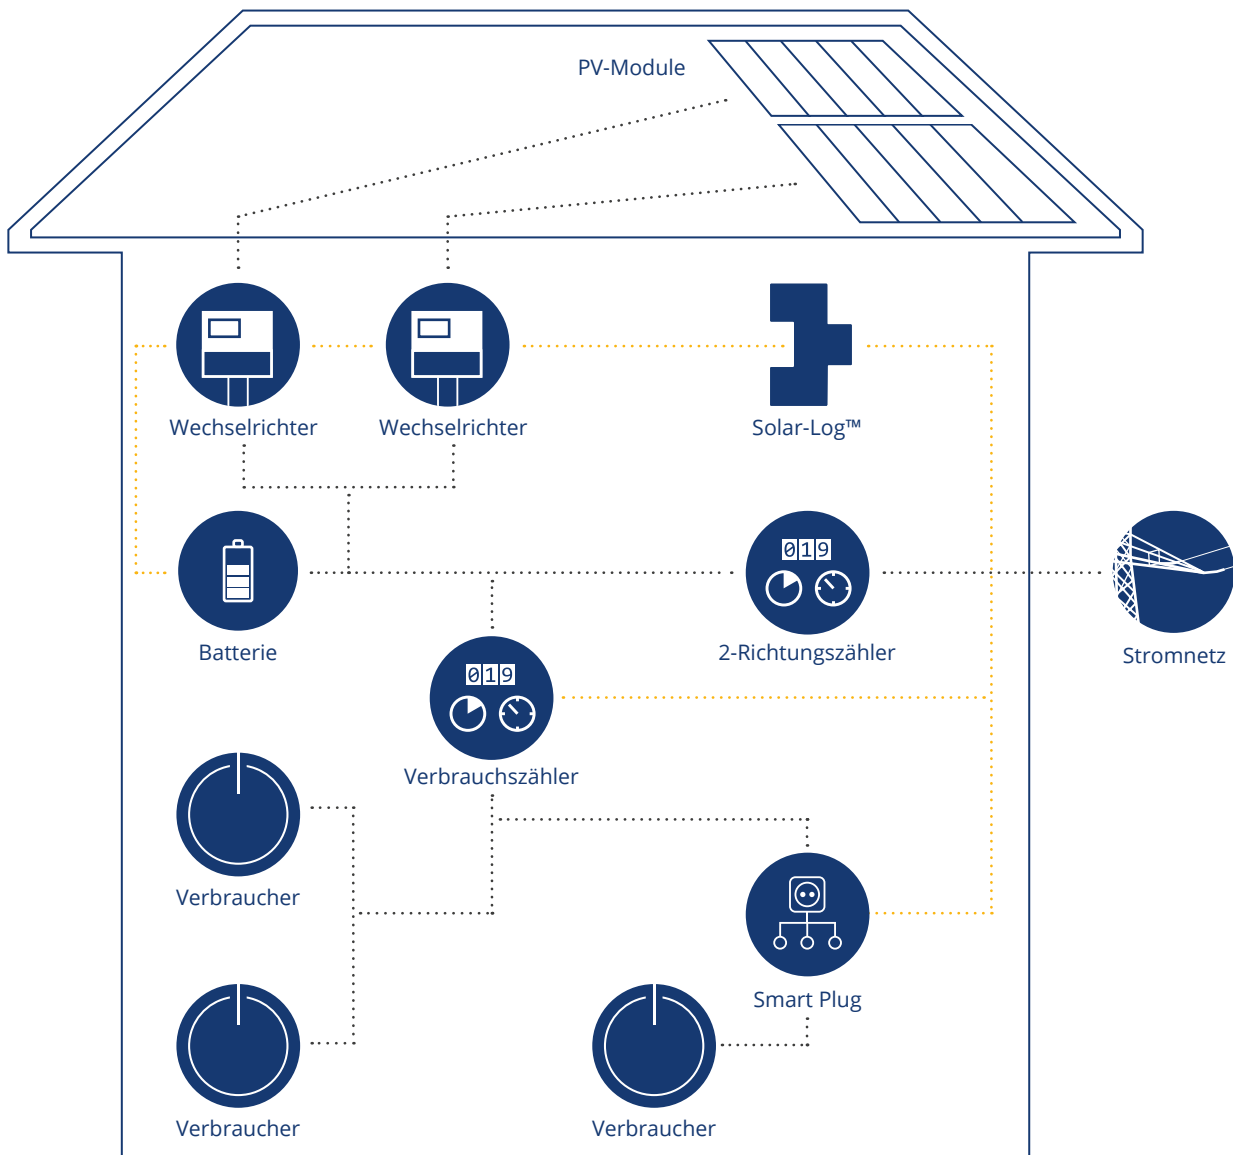 PV-Module
Wechselrichter
Wechselrichter
Solar-Log™
019
Batterie
2-Richtungszähler
Stromnetz
019
Verbrauchszähler
Verbraucher
Smart Plug
Verbraucher
Verbraucher